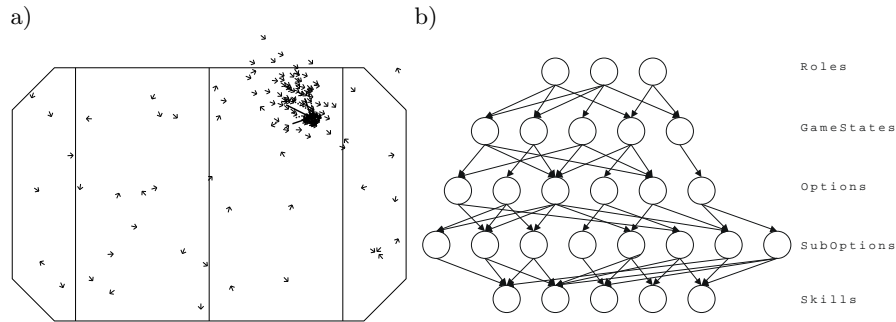 a)
b)
Roles
GameStates
Options
SubOptions
Skills